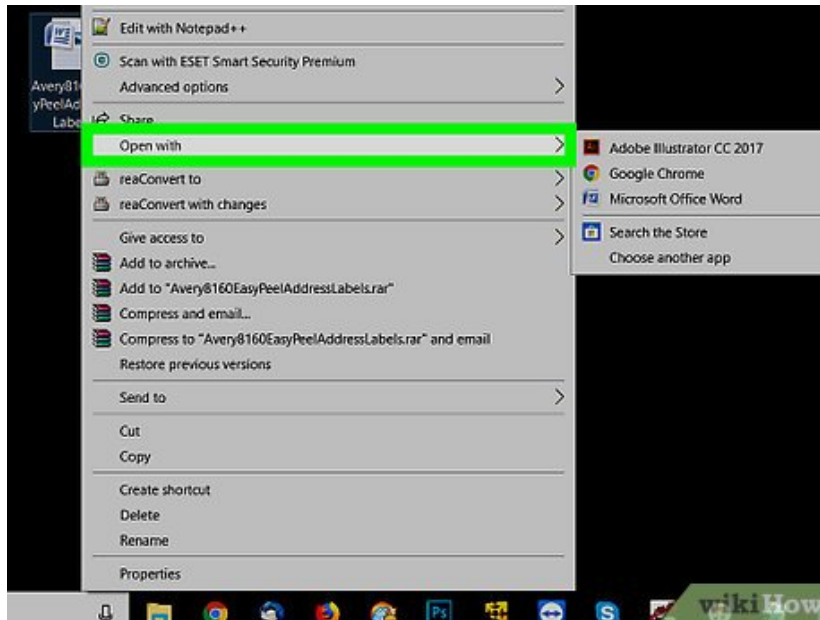 Edit with Notepad++
Scan with ESET Smart Security Premium
Advanced options
Share
Open with
reaConvert to
reaConvert with changes
Give access to
Add to archive...
Add to "Avery8160EasyPeelAddressLabels.rar"
Compress and email...
Compress to "Avery8160EasyPeelAddressLabels.rar" and email
Restore previous versions
Send to
Cut
Copy
Create shortcut
Delete
Rename
Properties
Adobe Illustrator CC 2017
Google Chrome
Microsoft Office Word
Search the Store
Choose another app
Avery81
yPeelAd
Labe
Ps
wikiHow